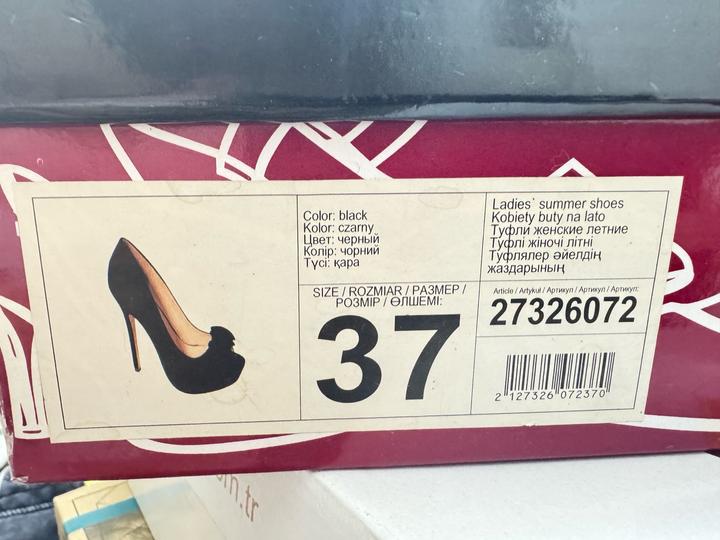 Color: black
Kolor: czarny
Цвет: черный
Колір: чорний
Түсі: қара
Ladies` summer shoes
Kobiety buty na lato
Туфли женские летние
Туфлі жіночі літні
Туфлялер әйелдің
жаздарының
SIZE / ROZMIAR / РАЗМЕР /
РОЗМІР / ӨЛШЕМІ:
37
Article / Artykuł / Артикул / Артикул / Артикул:
27326072
2 127326 072370
m.tr